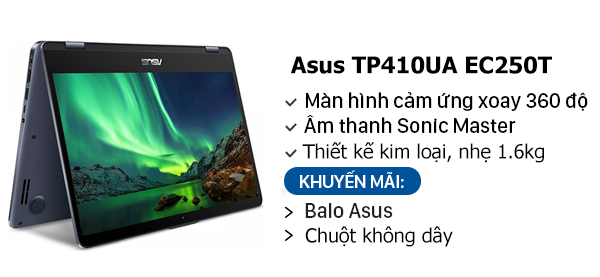 ASUS
Asus TP410UA EC250T
Màn hình cảm ứng xoay 360 độ
Âm thanh Sonic Master
Thiết kế kim loại, nhẹ 1.6kg
KHUYẾN MÃI:
> Balo Asus
> Chuột không dây